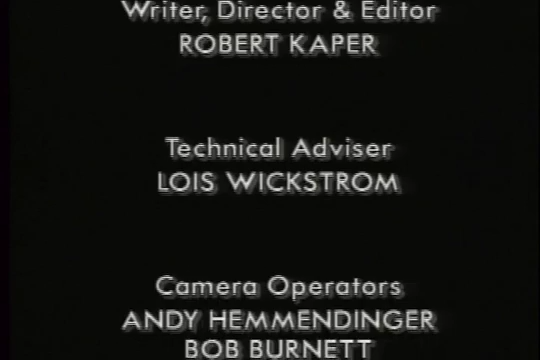 Writer, Director & Editor
ROBERT KAPER
Technical Adviser
LOIS WICKSTROM
Camera Operators
ANDY HEMMENDINGER
BOB BURNETT